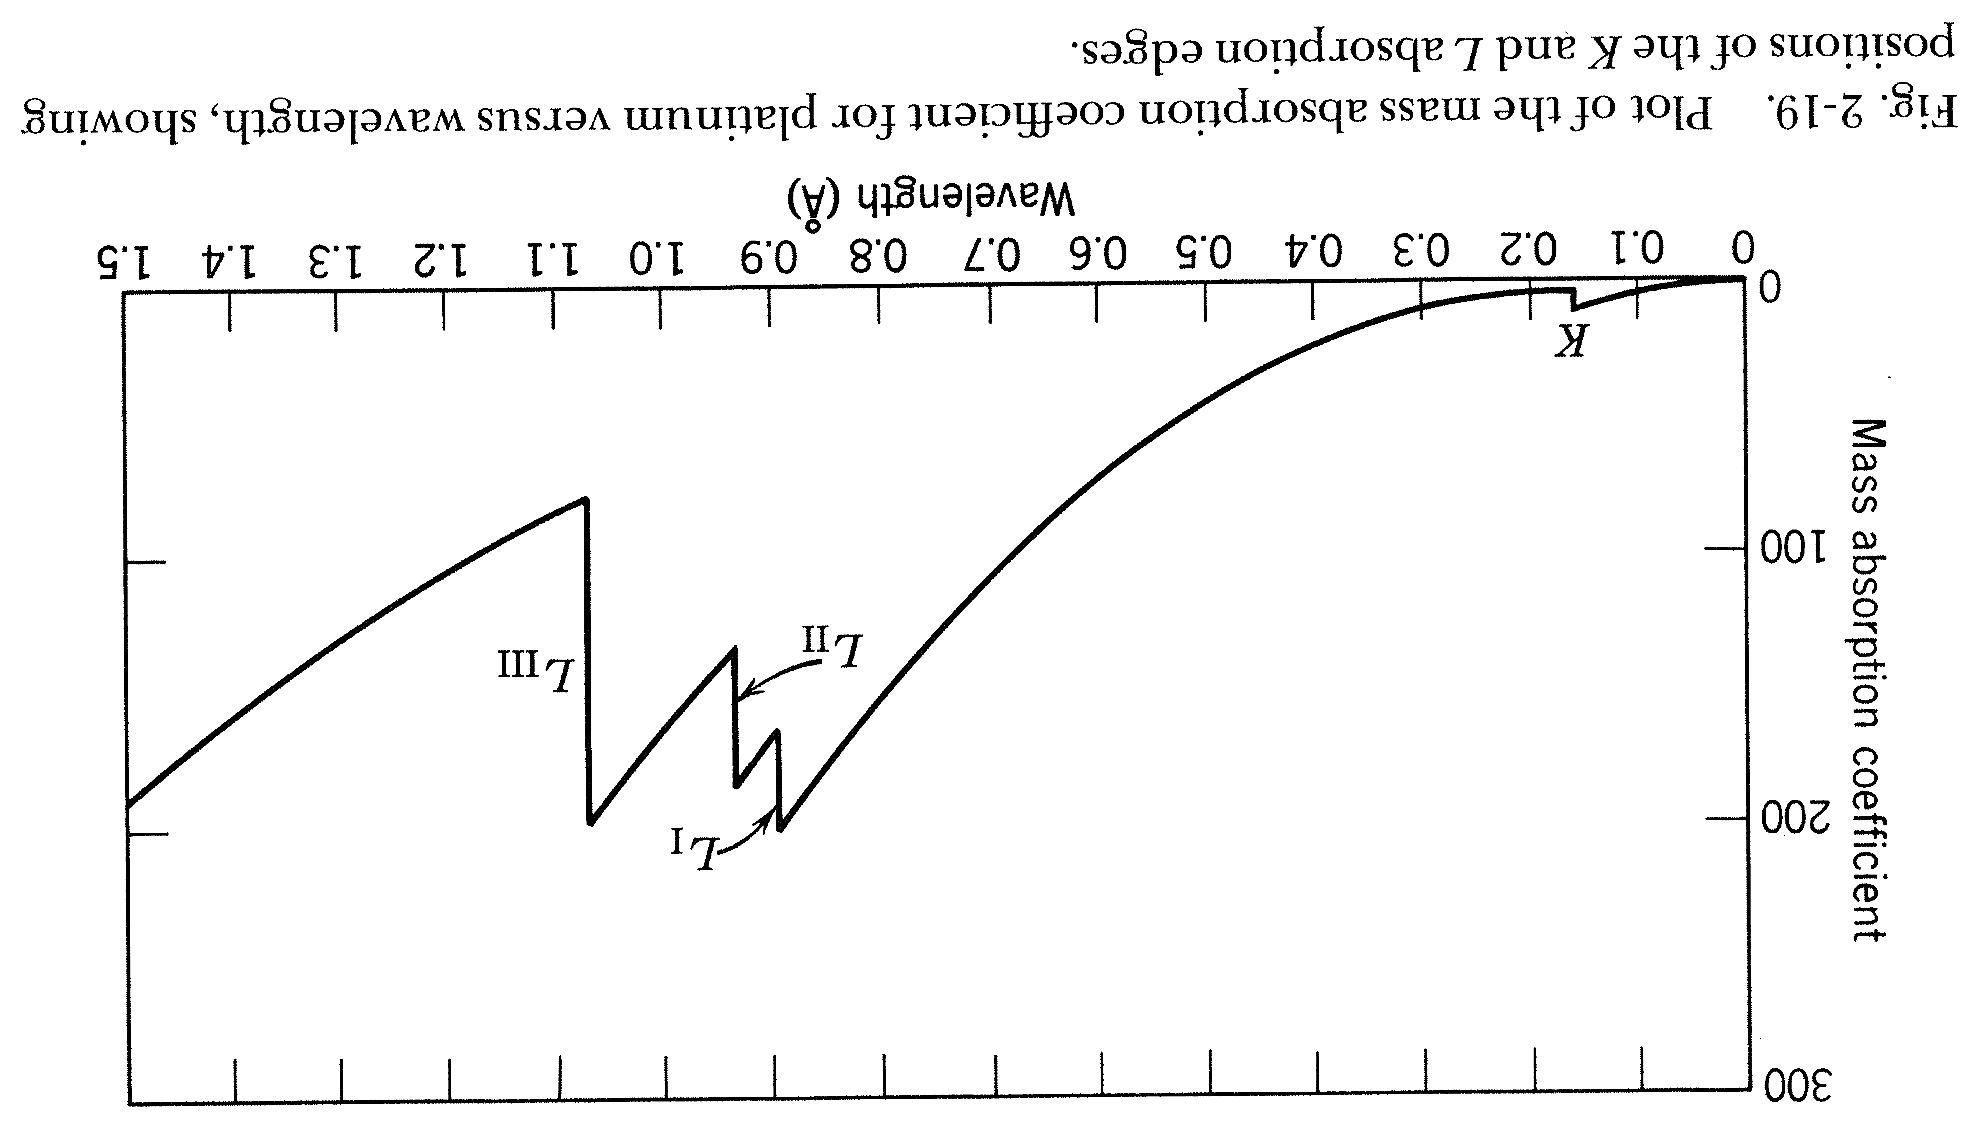 300
200
100
0
Mass absorption coefficient
L_I
L_II
L_III
K
0 0.1 0.2 0.3 0.4 0.5 0.6 0.7 0.8 0.9 1.0 1.1 1.2 1.3 1.4 1.5
Wavelength (Å)
Fig. 2-19. Plot of the mass absorption coefficient for platinum versus wavelength, showing
positions of the K and L absorption edges.